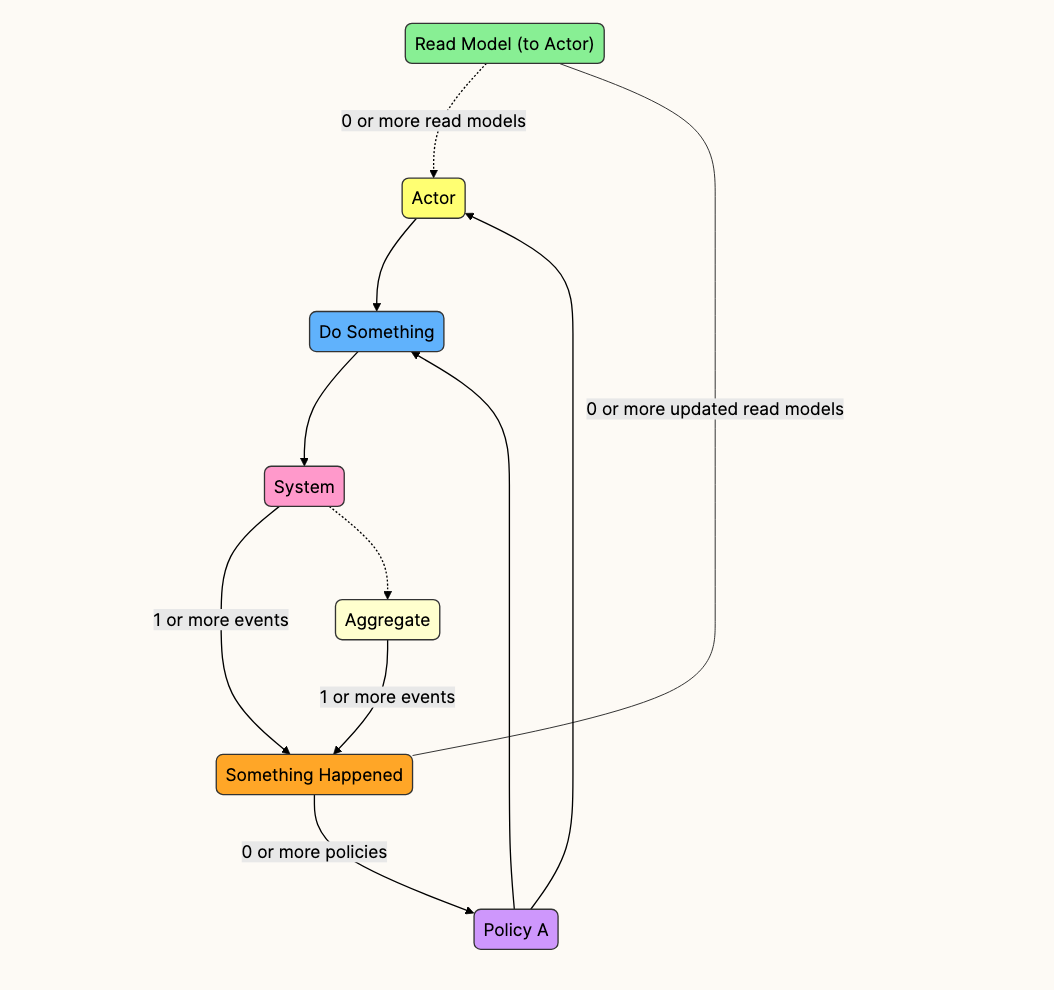 Read Model (to Actor)
0 or more read models
Actor
Do Something
0 or more updated read models
System
1 or more events
Aggregate
1 or more events
Something Happened
0 or more policies
Policy A